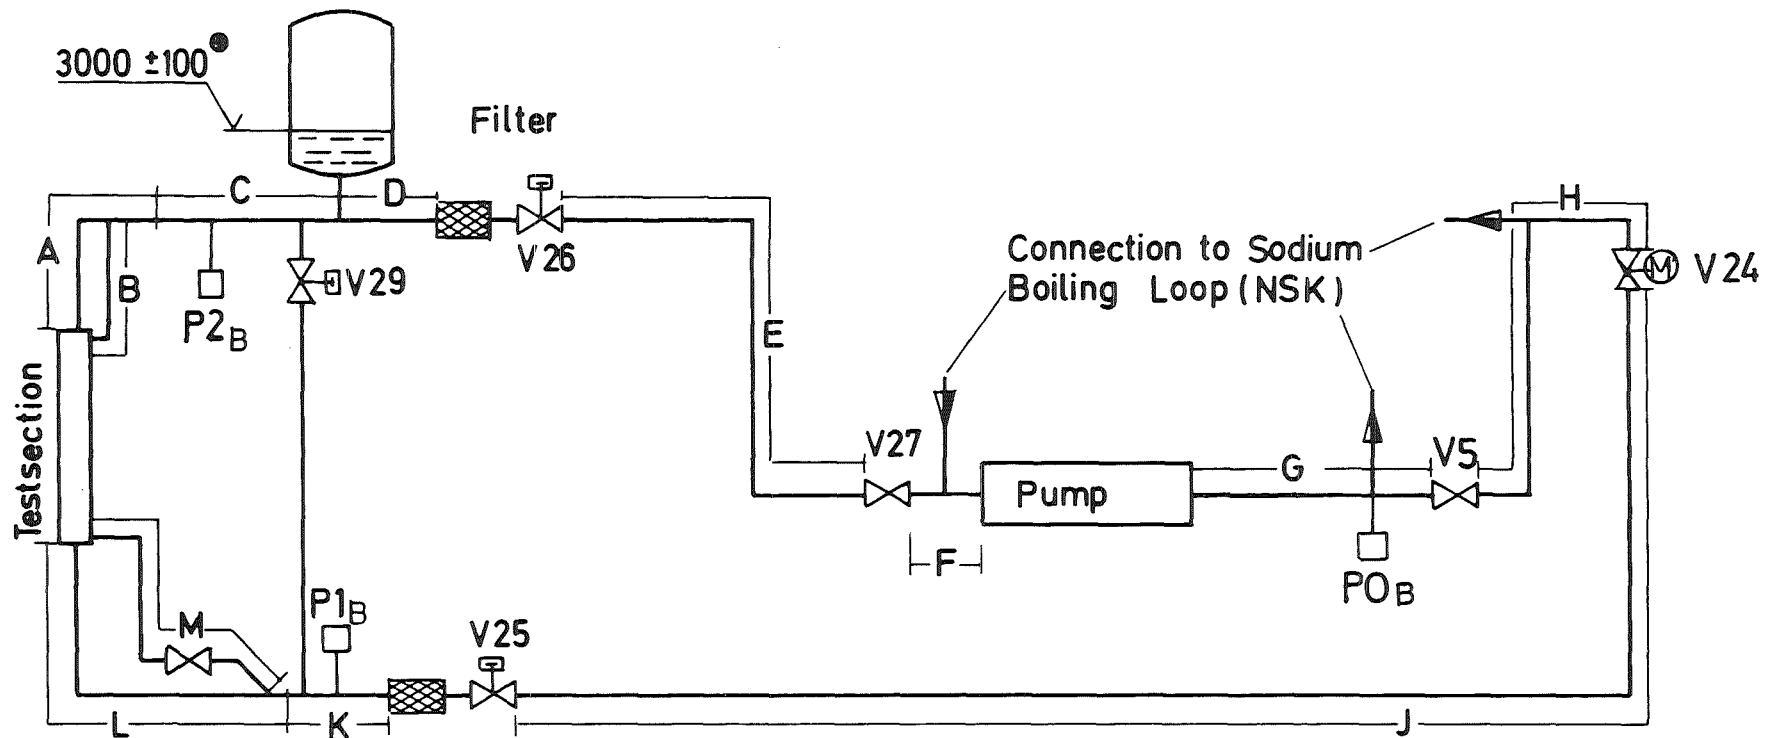 3000 ±100
Filter
C
D
H
A
B
V26
V29
P2B
Connection to Sodium
Boiling Loop (NSK)
V24
E
Testsection
V27
V5
G
Pump
F
P0B
P1B
M
V25
L
K
J